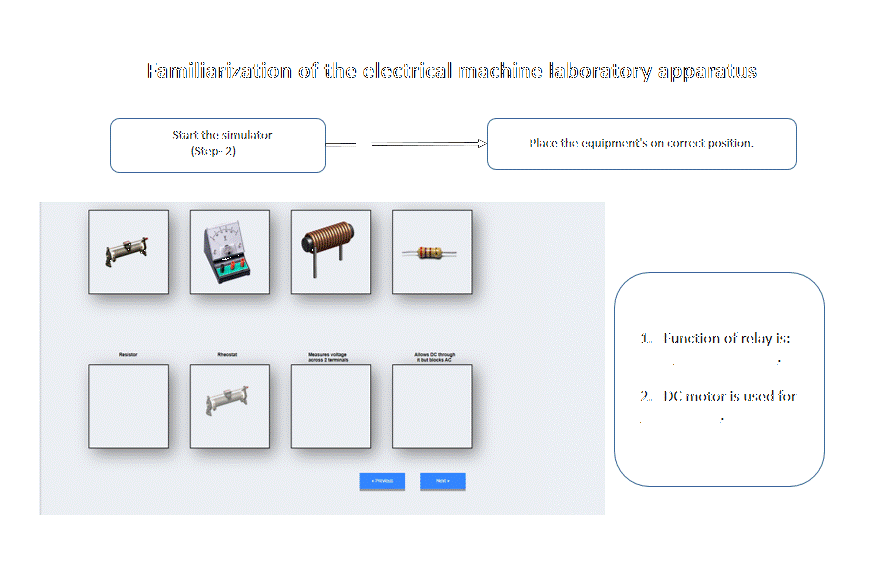 Familiarization of the electrical machine laboratory apparatus
Start the simulator
(Step- 2)
Place the equipment's on correct position.
Resistor
Rheostat
Measures voltage
across 2 terminals
Allows DC through
it but blocks AC
« Previous
Next »
1. Function of relay is:
2. DC motor is used for